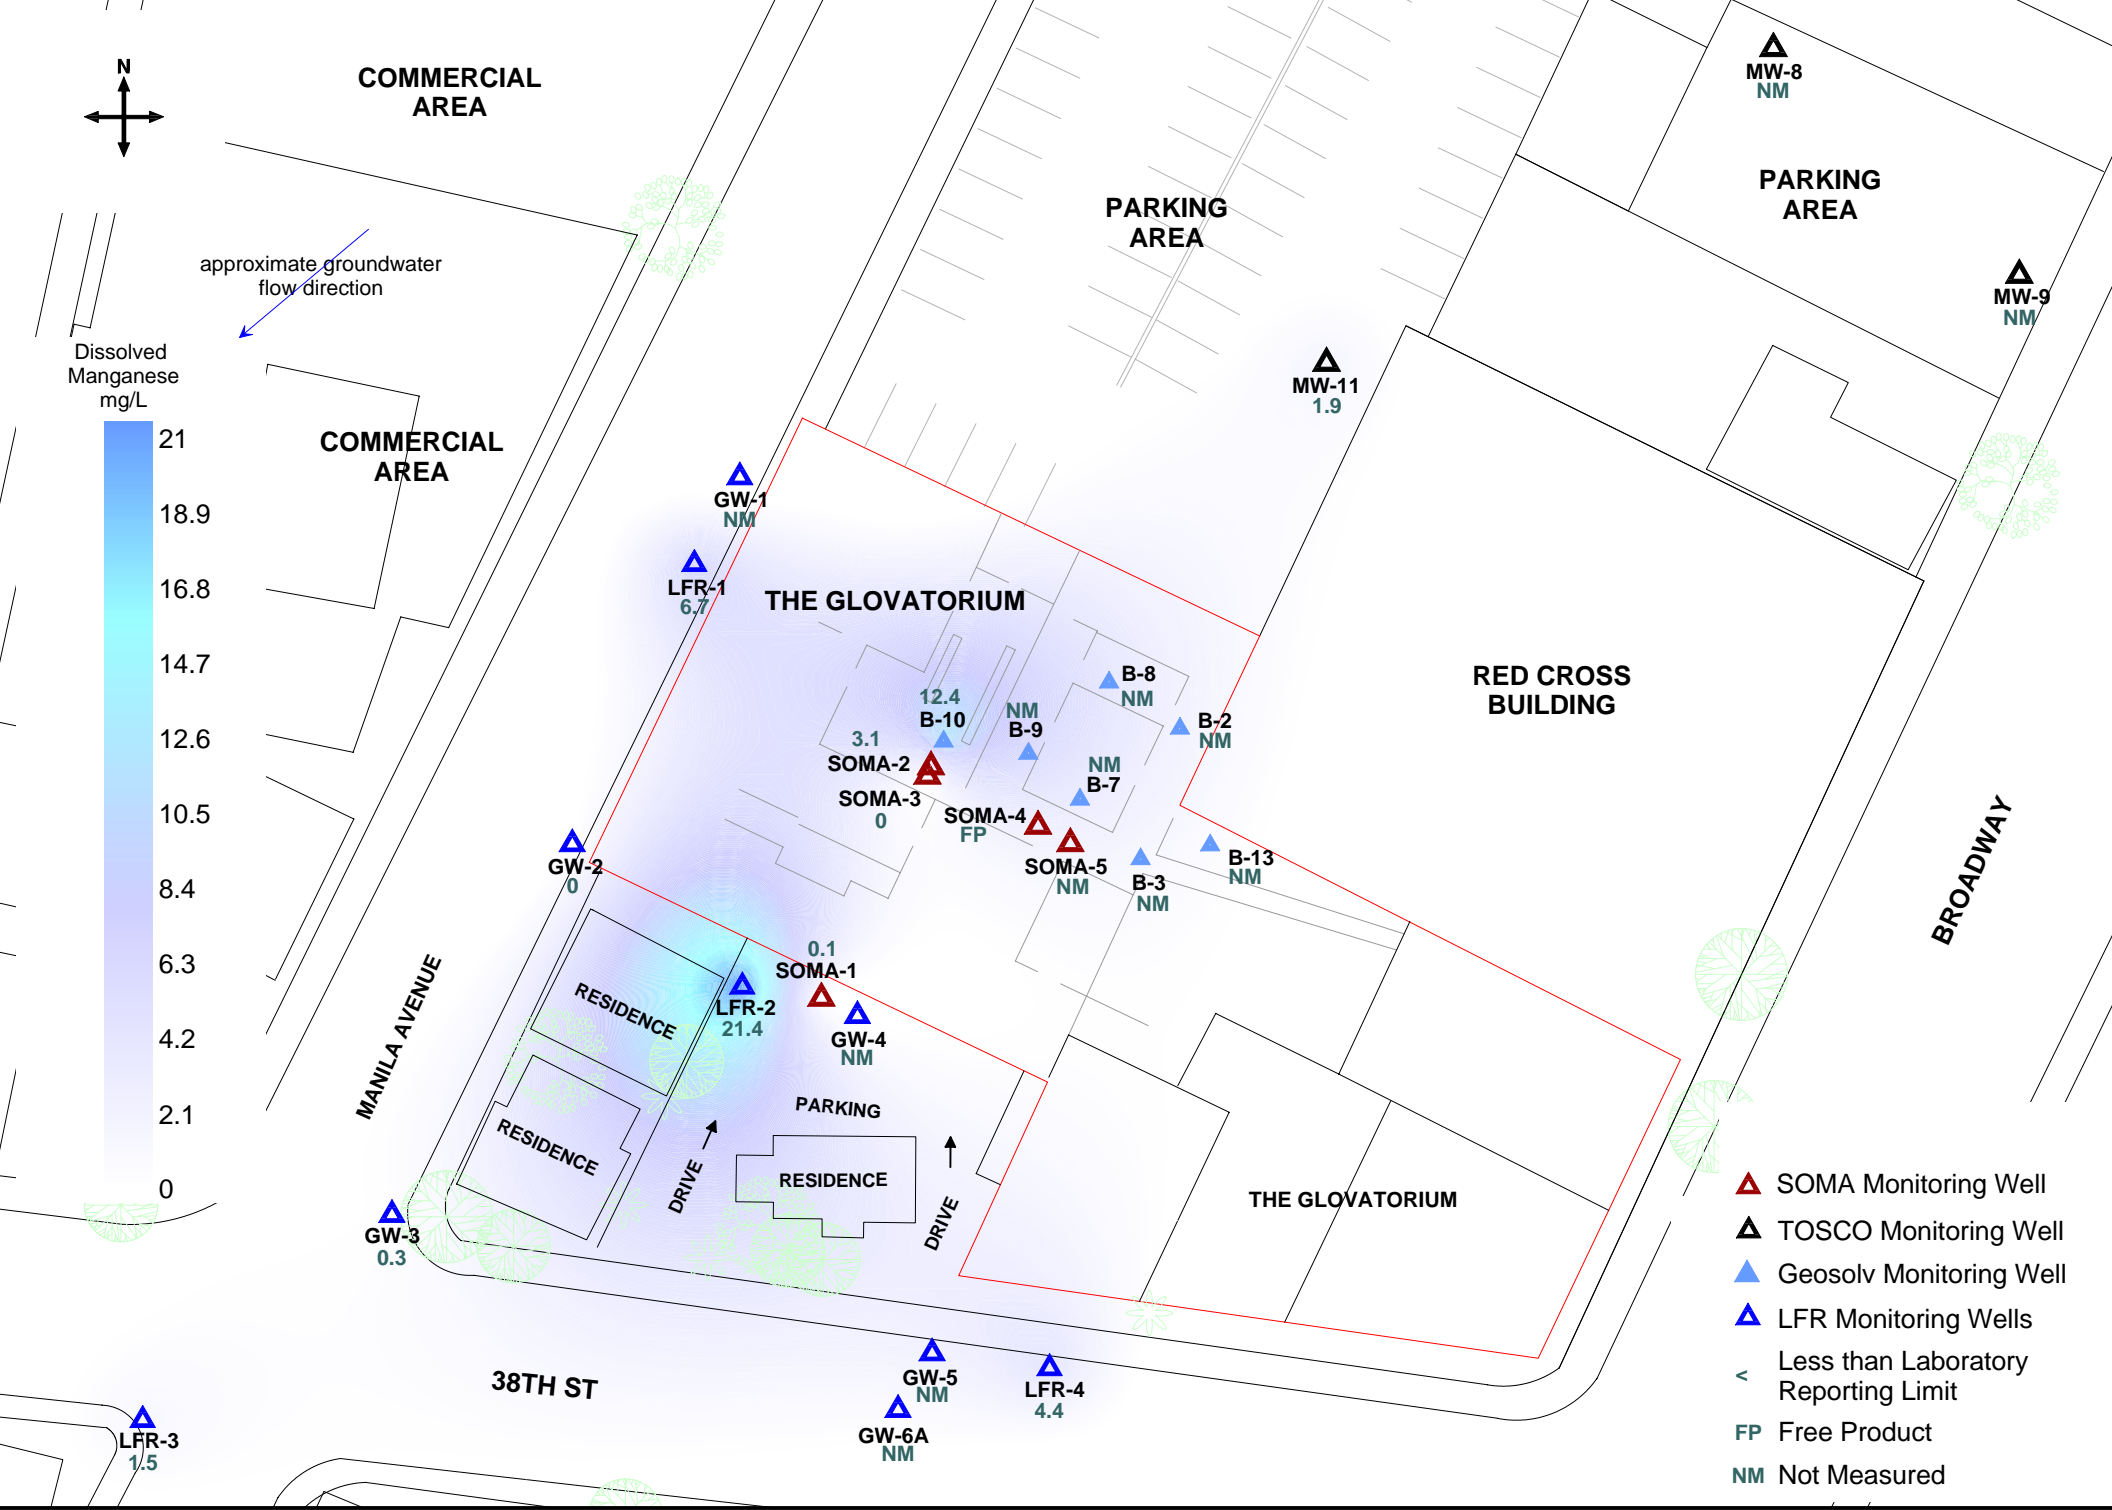 N
COMMERCIAL
AREA
MW-8
NM
PARKING
AREA
PARKING
AREA
approximate groundwater
flow direction
MW-9
NM
Dissolved
Manganese
mg/L
21
18.9
16.8
14.7
12.6
10.5
8.4
6.3
4.2
2.1
0
MW-11
1.9
COMMERCIAL
AREA
GW-1
NM
LFR-1
6.7
THE GLOVATORIUM
RED CROSS
BUILDING
B-8
NM
12.4
B-10
NM
B-9
B-2
NM
3.1
SOMA-2
NM
B-7
SOMA-3
0
SOMA-4
FP
SOMA-5
NM
B-3
NM
B-13
NM
GW-2
0
BROADWAY
0.1
SOMA-1
RESIDENCE
LFR-2
21.4
GW-4
NM
MANILA AVENUE
PARKING
RESIDENCE
DRIVE
RESIDENCE
DRIVE
THE GLOVATORIUM
GW-3
0.3
38TH ST
GW-5
NM
LFR-4
4.4
GW-6A
NM
LFR-3
1.5
SOMA Monitoring Well
TOSCO Monitoring Well
Geosolv Monitoring Well
LFR Monitoring Wells
< Less than Laboratory
Reporting Limit
FP Free Product
NM Not Measured